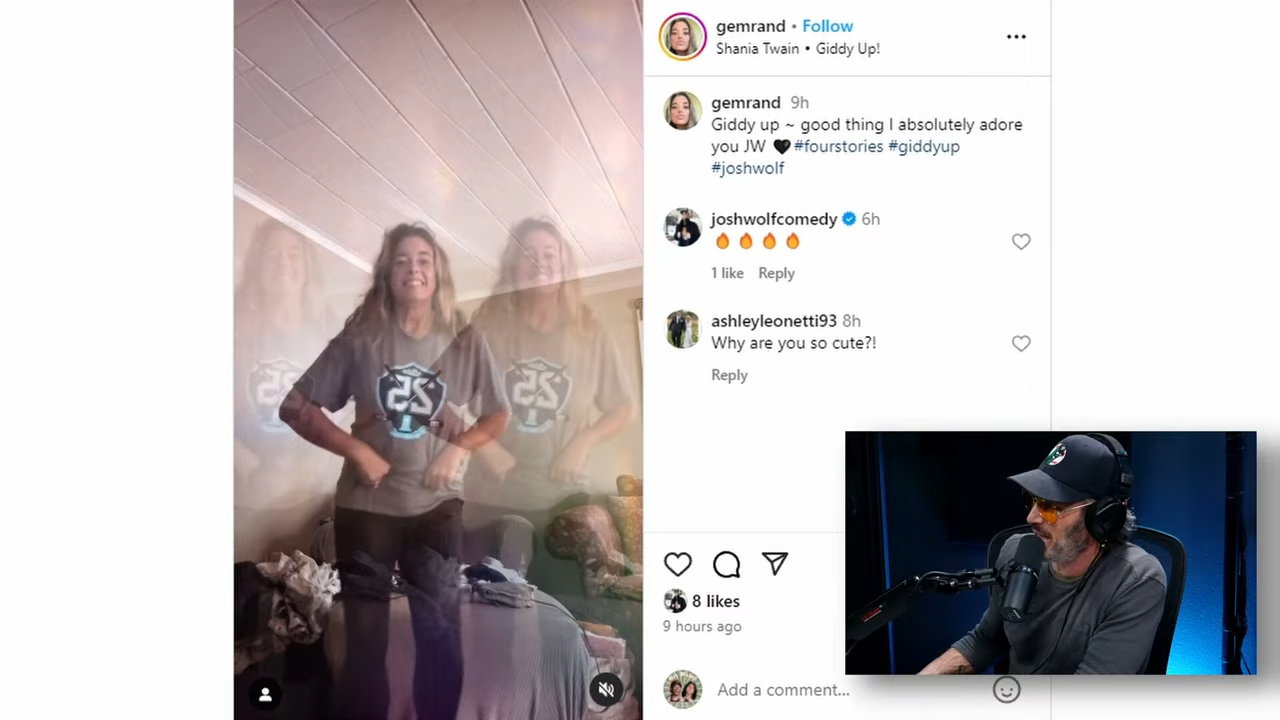 gemrand • Follow
Shania Twain • Giddy Up!
gemrand 9h
Giddy up ~ good thing I absolutely adore
you JW 🖤 #fourstories #giddyup
#joshwolf
joshwolfcomedy 6h
🔥🔥🔥🔥
1 like Reply
ashleyleonetti93 8h
Why are you so cute?!
Reply
8 likes
9 hours ago
Add a comment...
25